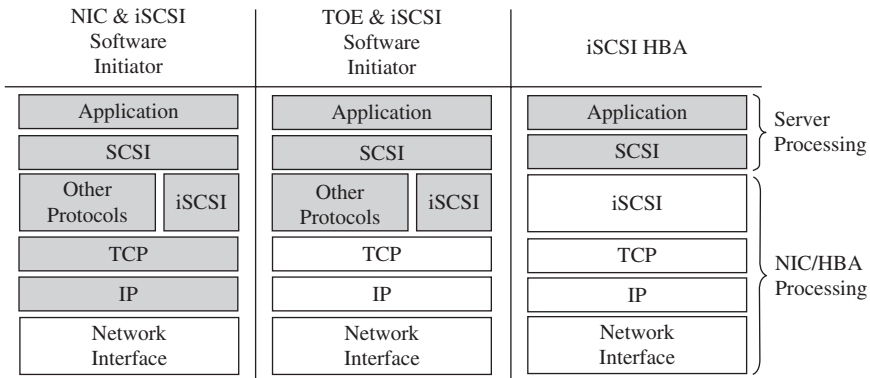 NIC & iSCSI
Software
Initiator
TOE & iSCSI
Software
Initiator
iSCSI HBA
Application
SCSI
Other
Protocols
iSCSI
TCP
IP
Network
Interface
Application
SCSI
Other
Protocols
iSCSI
TCP
IP
Network
Interface
Application
SCSI
iSCSI
TCP
IP
Network
Interface
Server
Processing
NIC/HBA
Processing